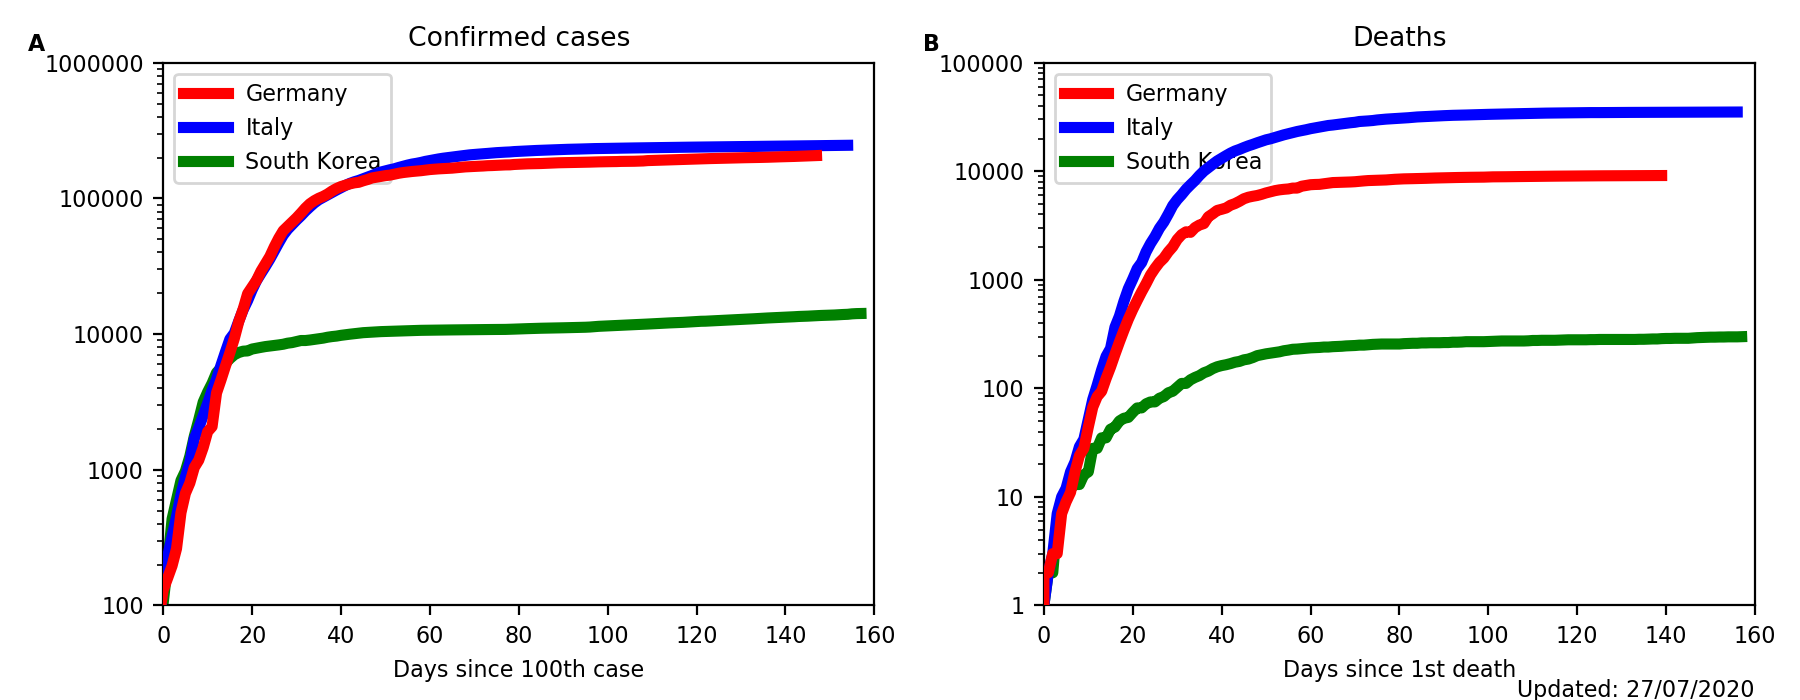 A
Confirmed cases
1000000
100000
10000
1000
100
Germany
Italy
South Korea
0 20 40 60 80 100 120 140 160
Days since 100th case
B
Deaths
100000
10000
1000
100
10
1
Germany
Italy
South Korea
0 20 40 60 80 100 120 140 160
Days since 1st death
Updated: 27/07/2020